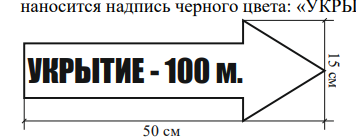 наносится надпись черного цвета: «УКРЫ
УКРЫТИЕ - 100 м.
15 см
50 см